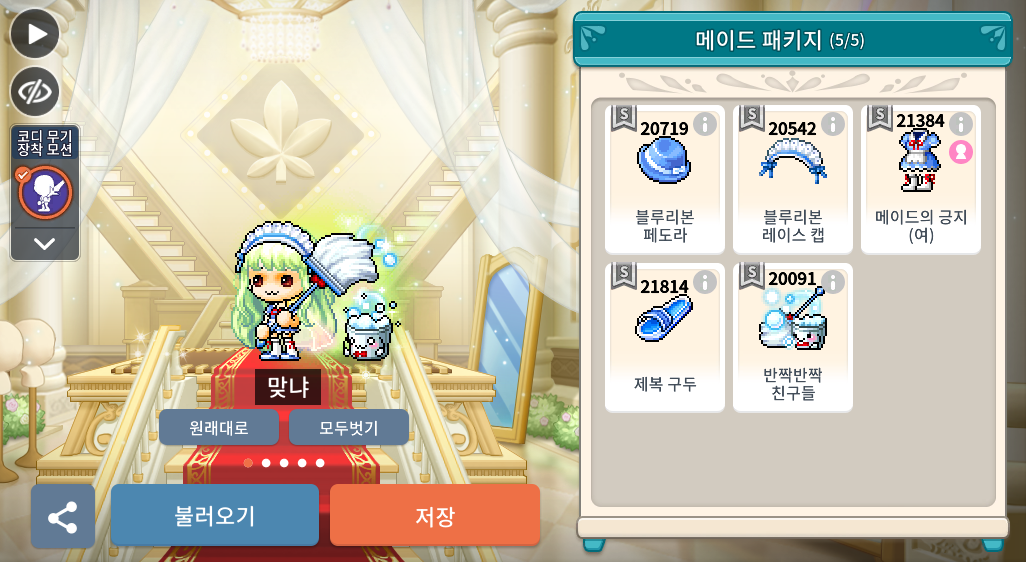 코디 무기
장착 모션
맞냐
원래대로
모두벗기
불러오기
저장
메이드 패키지 (5/5)
S
20719
블루리본
페도라
S
20542
블루리본
레이스 캡
S
21384
메이드의 긍지
(여)
S
21814
제복 구두
S
20091
반짝반짝
친구들